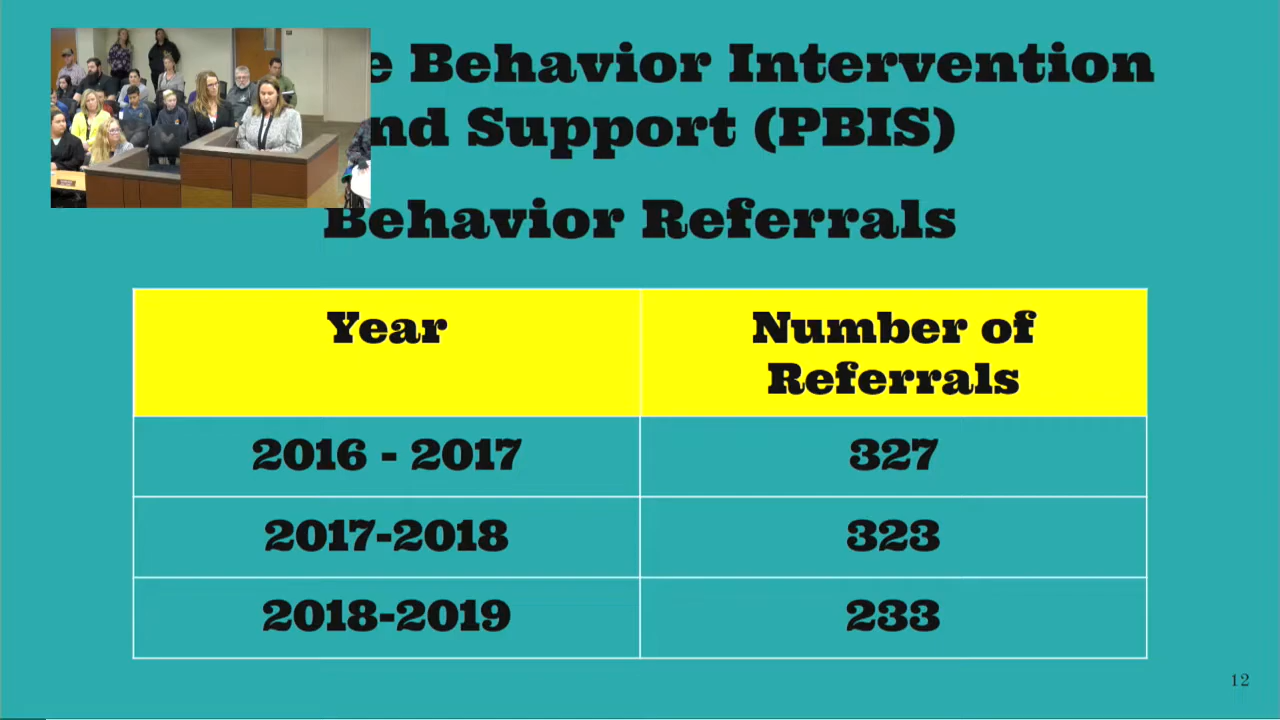 e Behavior Intervention
nd Support (PBIS)
Behavior Referrals
Year
Number of
Referrals
2016 - 2017
327
2017-2018
323
2018-2019
233
12